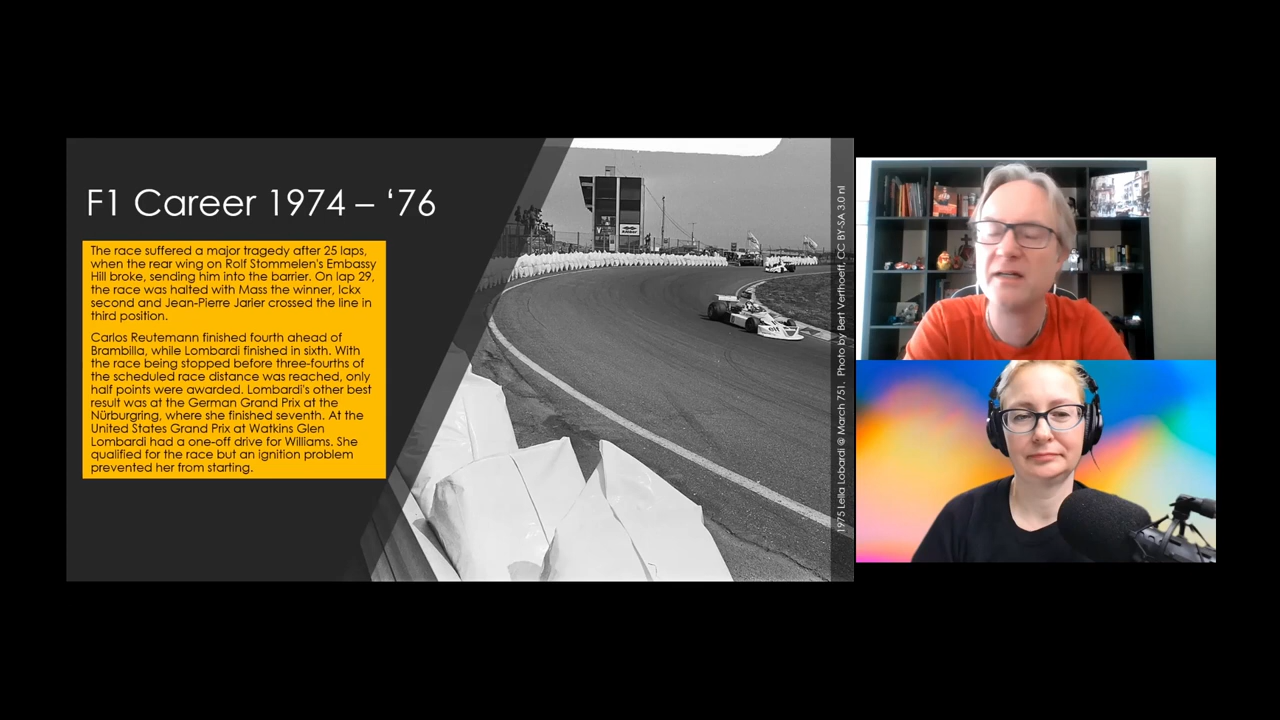 F1 Career 1974 – ‘76
The race suffered a major tragedy after 25 laps,
when the rear wing on Rolf Stommelen's Embassy
Hill broke, sending him into the barrier. On lap 29,
the race was halted with Mass the winner, Ickx
second and Jean-Pierre Jarier crossed the line in
third position.
Carlos Reutemann finished fourth ahead of
Brambilla, while Lombardi finished in sixth. With
the race being stopped before three-fourths of
the scheduled race distance was reached, only
half points were awarded. Lombardi's other best
result was at the German Grand Prix at the
Nürburgring, where she finished seventh. At the
United States Grand Prix at Watkins Glen
Lombardi had a one-off drive for Williams. She
qualified for the race but an ignition problem
prevented her from starting.
elf
1975 Lella Lobardi @ March 751. Photo by Bert Verhoeff, CC BY-SA 3.0 nl